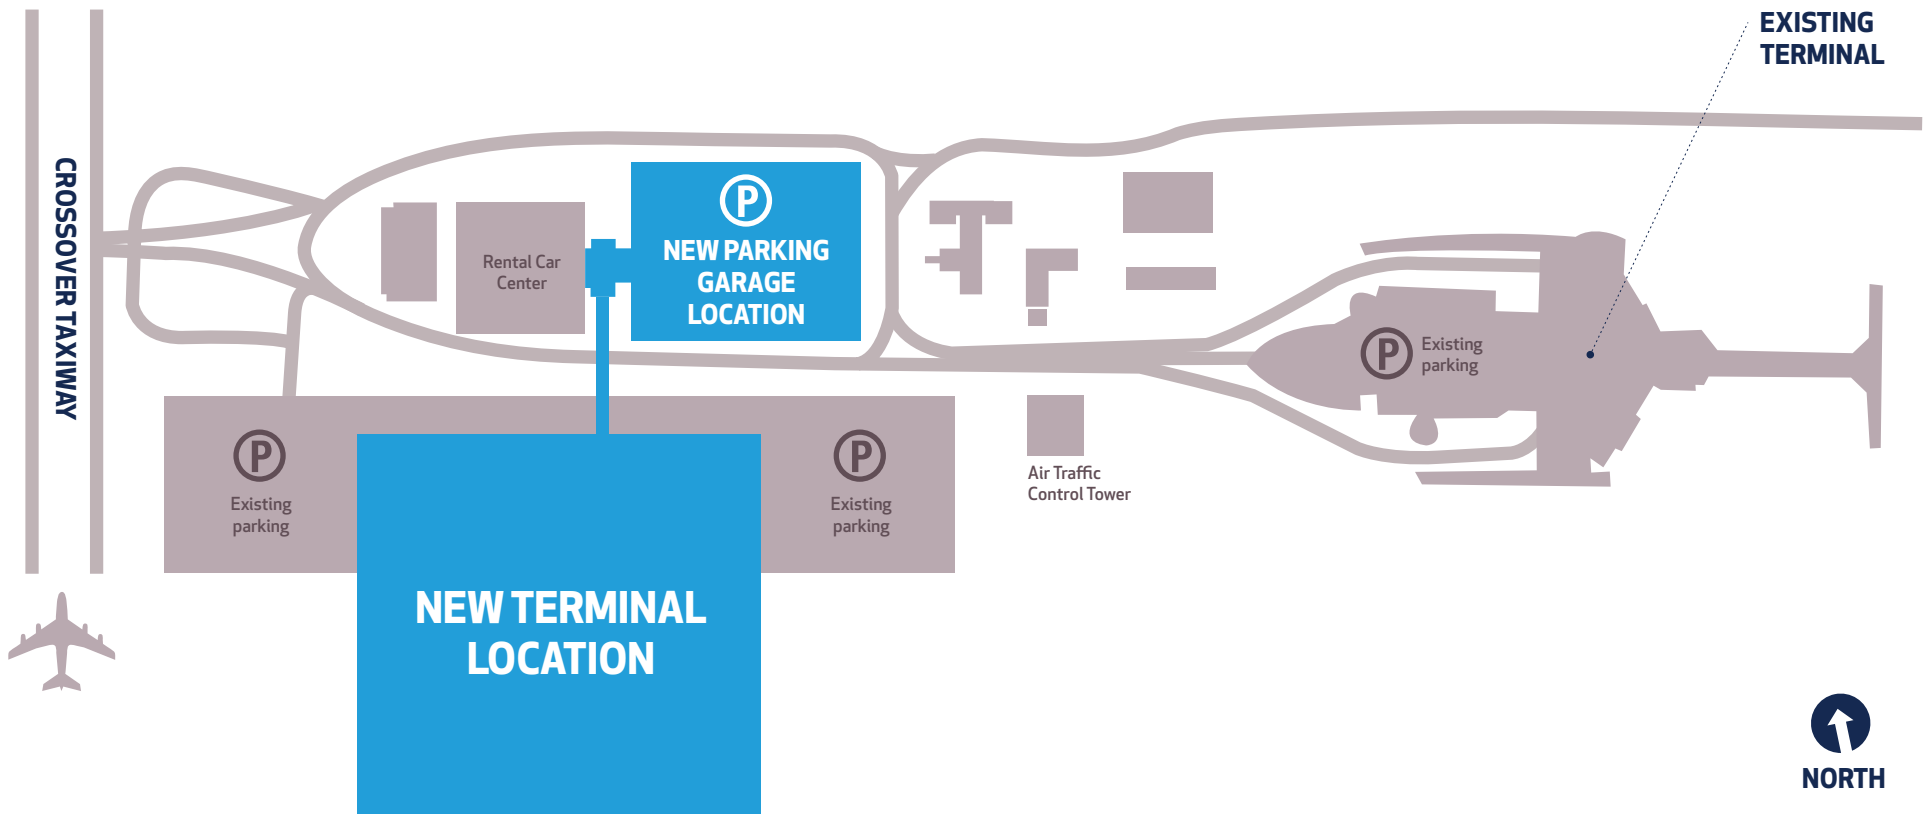 EXISTING
TERMINAL
CROSSOVER TAXIWAY
P
NEW PARKING
GARAGE
LOCATION
Rental Car
Center
P
Existing
parking
P
Existing
parking
P
Existing
parking
Air Traffic
Control Tower
NEW TERMINAL
LOCATION
NORTH